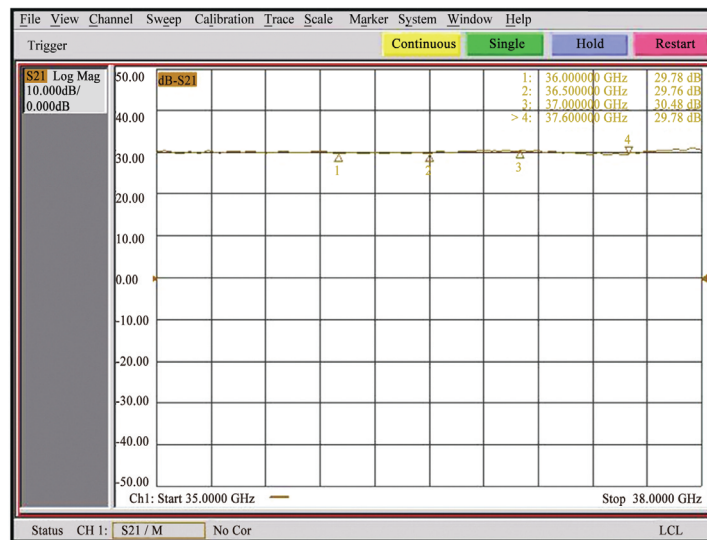 File View Channel Sweep Calibration Trace Scale Marker System Window Help
Trigger Continuous Single Hold Restart
S21 Log Mag
10.000dB/
0.000dB
dB-S21
1: 36.000000 GHz 29.78 dB
2: 36.500000 GHz 29.76 dB
3: 37.000000 GHz 30.48 dB
> 4: 37.600000 GHz 29.78 dB
50.00
40.00
30.00
20.00
10.00
0.00
-10.00
-20.00
-30.00
-40.00
-50.00
1
2
3
4
Ch1: Start 35.0000 GHz
Stop 38.0000 GHz
Status CH 1: S21 / M No Cor LCL